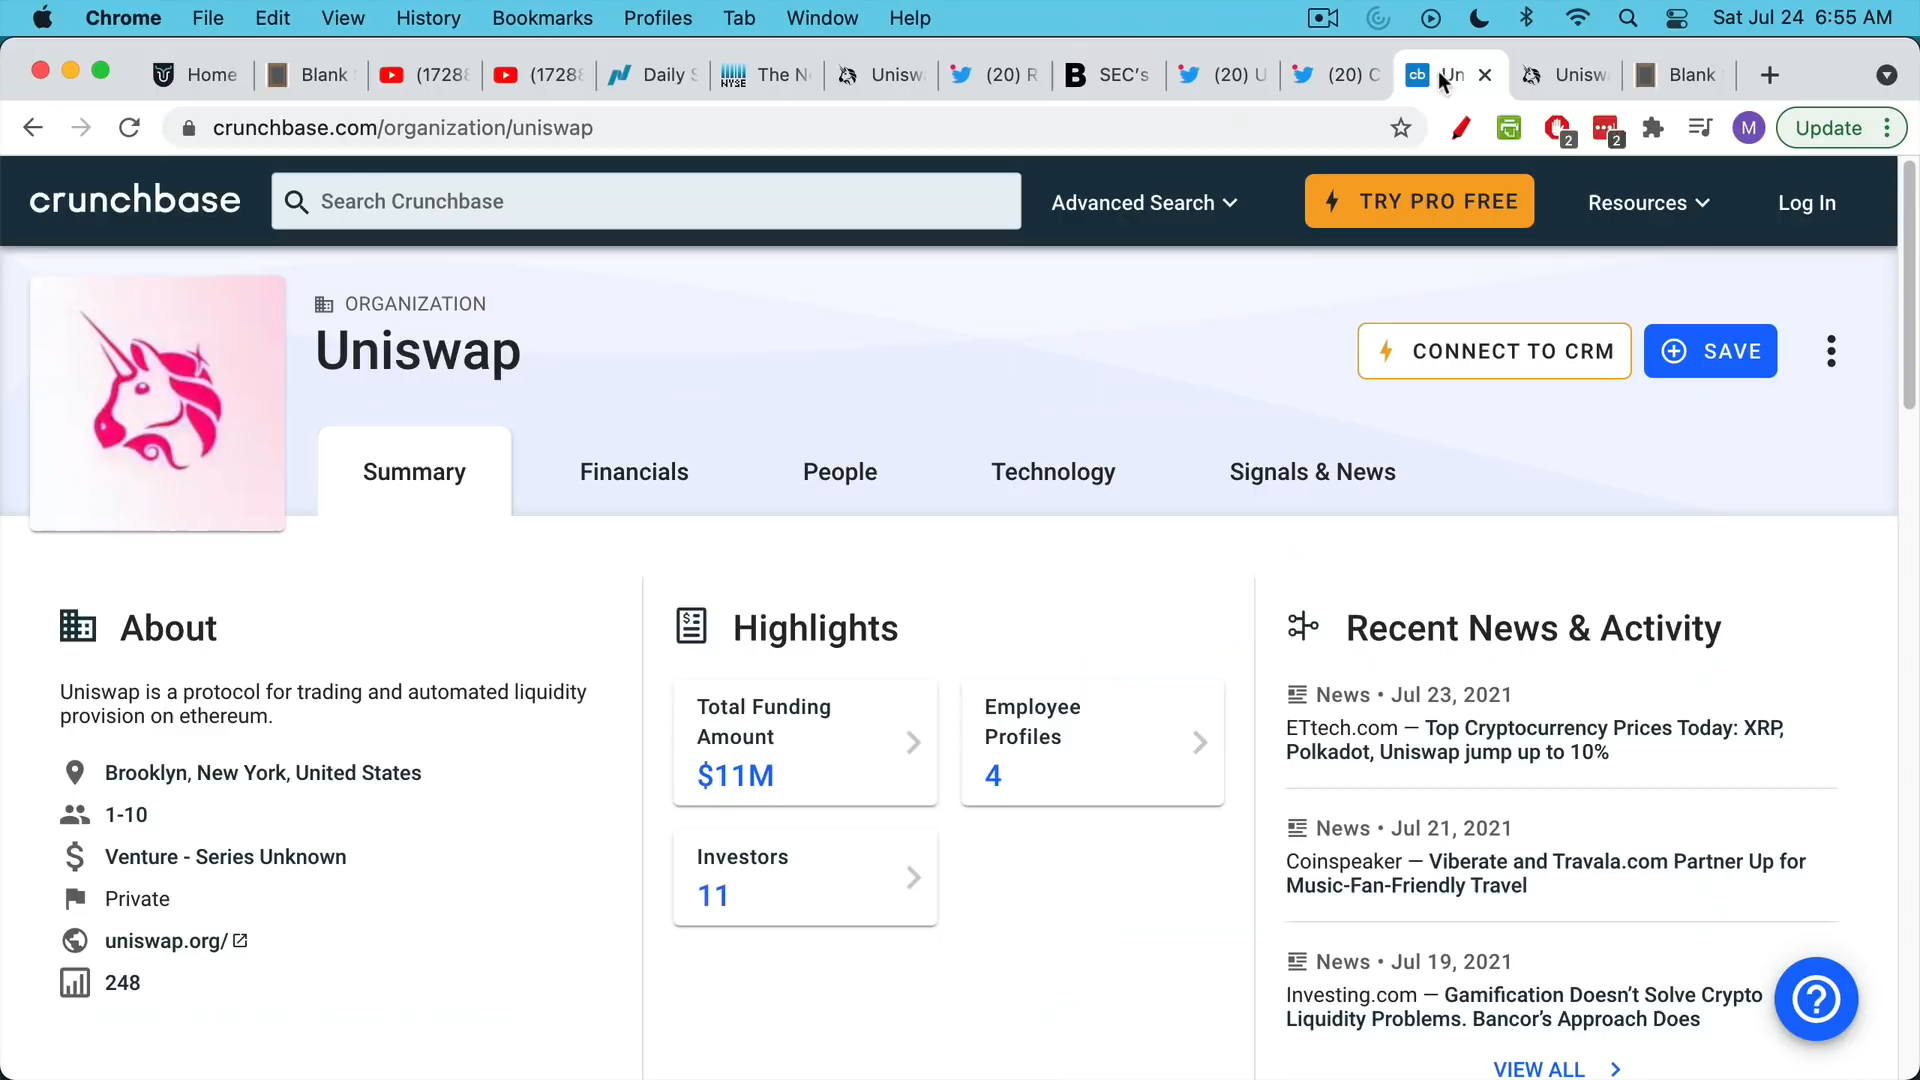 Chrome File Edit View History Bookmarks Profiles Tab Window Help Sat Jul 24 6:55 AM
Home Blank (1728 (1728 Daily The N Unisw (20) R SEC's (20) U (20) C Un Unisw Blank
crunchbase.com/organization/uniswap 2 2 M Update
crunchbase Search Crunchbase Advanced Search TRY PRO FREE Resources Log In
ORGANIZATION
Uniswap
CONNECT TO CRM SAVE
Summary Financials People Technology Signals & News
About
Uniswap is a protocol for trading and automated liquidity
provision on ethereum.
Brooklyn, New York, United States
1-10
Venture - Series Unknown
Private
uniswap.org/
248
Highlights
Total Funding
Amount
$11M
Employee
Profiles
4
Investors
11
Recent News & Activity
News • Jul 23, 2021
ETtech.com — Top Cryptocurrency Prices Today: XRP,
Polkadot, Uniswap jump up to 10%
News • Jul 21, 2021
Coinspeaker — Viberate and Travala.com Partner Up for
Music-Fan-Friendly Travel
News • Jul 19, 2021
Investing.com — Gamification Doesn't Solve Crypto
Liquidity Problems. Bancor's Approach Does
VIEW ALL